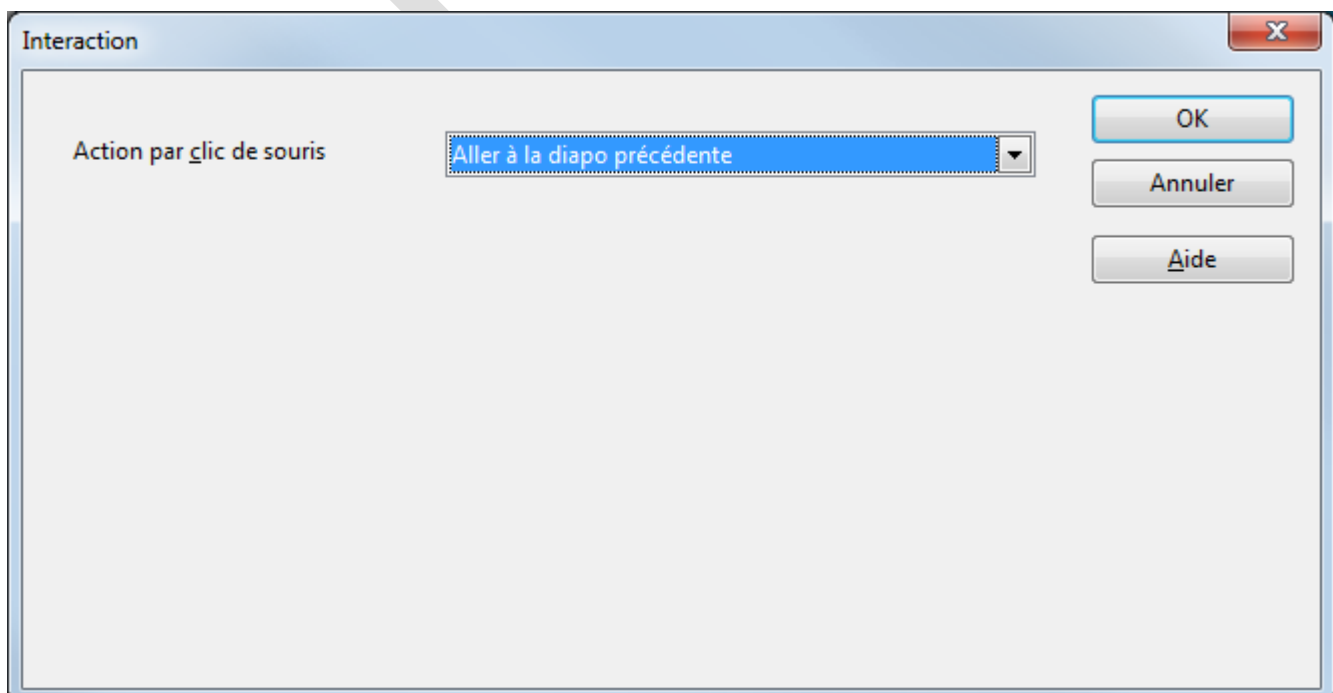 Interaction
Action par clic de souris
Aller à la diapo précédente
OK
Annuler
Aide